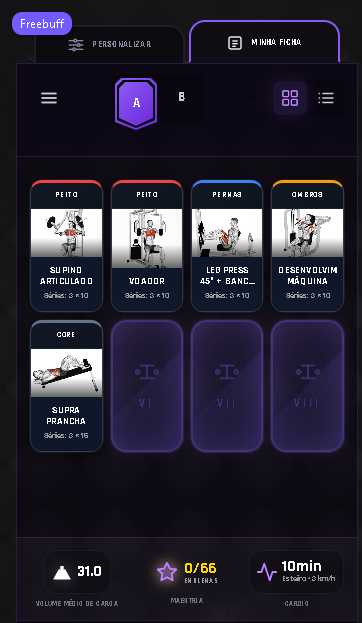 Freebuff
PERSONALIZAR
MINHA FICHA
A
B
PEITO
PEITO
PERNAS
OMBROS
SUPINO
ARTICULADO
Séries: 3 × 10
VOADOR
Séries: 3 × 10
LEG PRESS
45° + BANC...
Séries: 3 × 10
DESENVOLVIM
MÁQUINA
Séries: 3 × 10
CORE
SUPRA
PRANCHA
Séries: 3 × 15
VI
VII
VIII
31.0
VOLUME MÉDIO DE CARGA
0/66
EMBLEMAS
MAESTRIA
10min
Esteira • 3 km/h
CARDIO